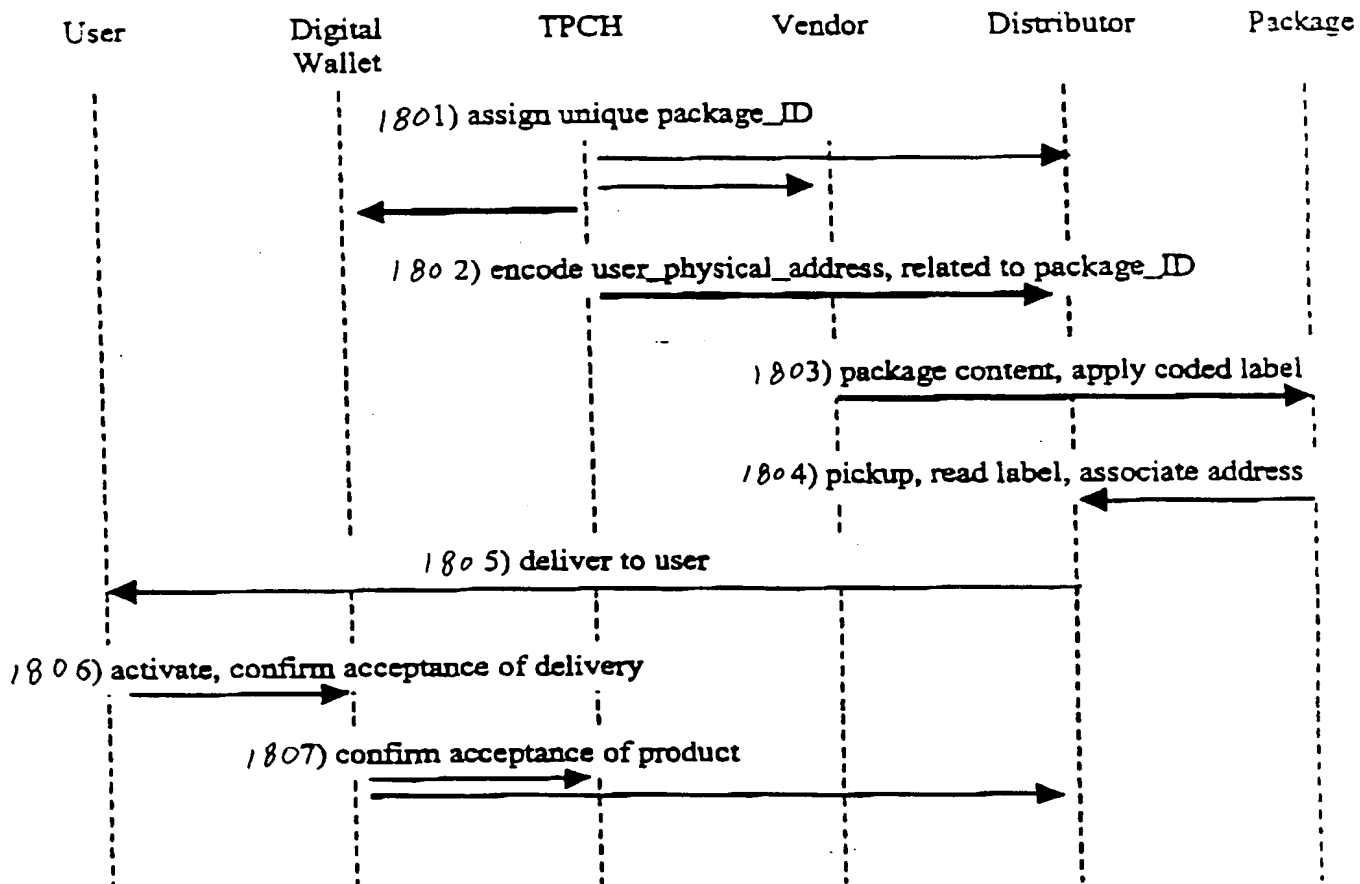 User Digital Wallet TPCH Vendor Distributor Package
1801) assign unique package_ID
1802) encode user_physical_address, related to package_ID
1803) package content, apply coded label
1804) pickup, read label, associate address
1805) deliver to user
1806) activate, confirm acceptance of delivery
1807) confirm acceptance of product